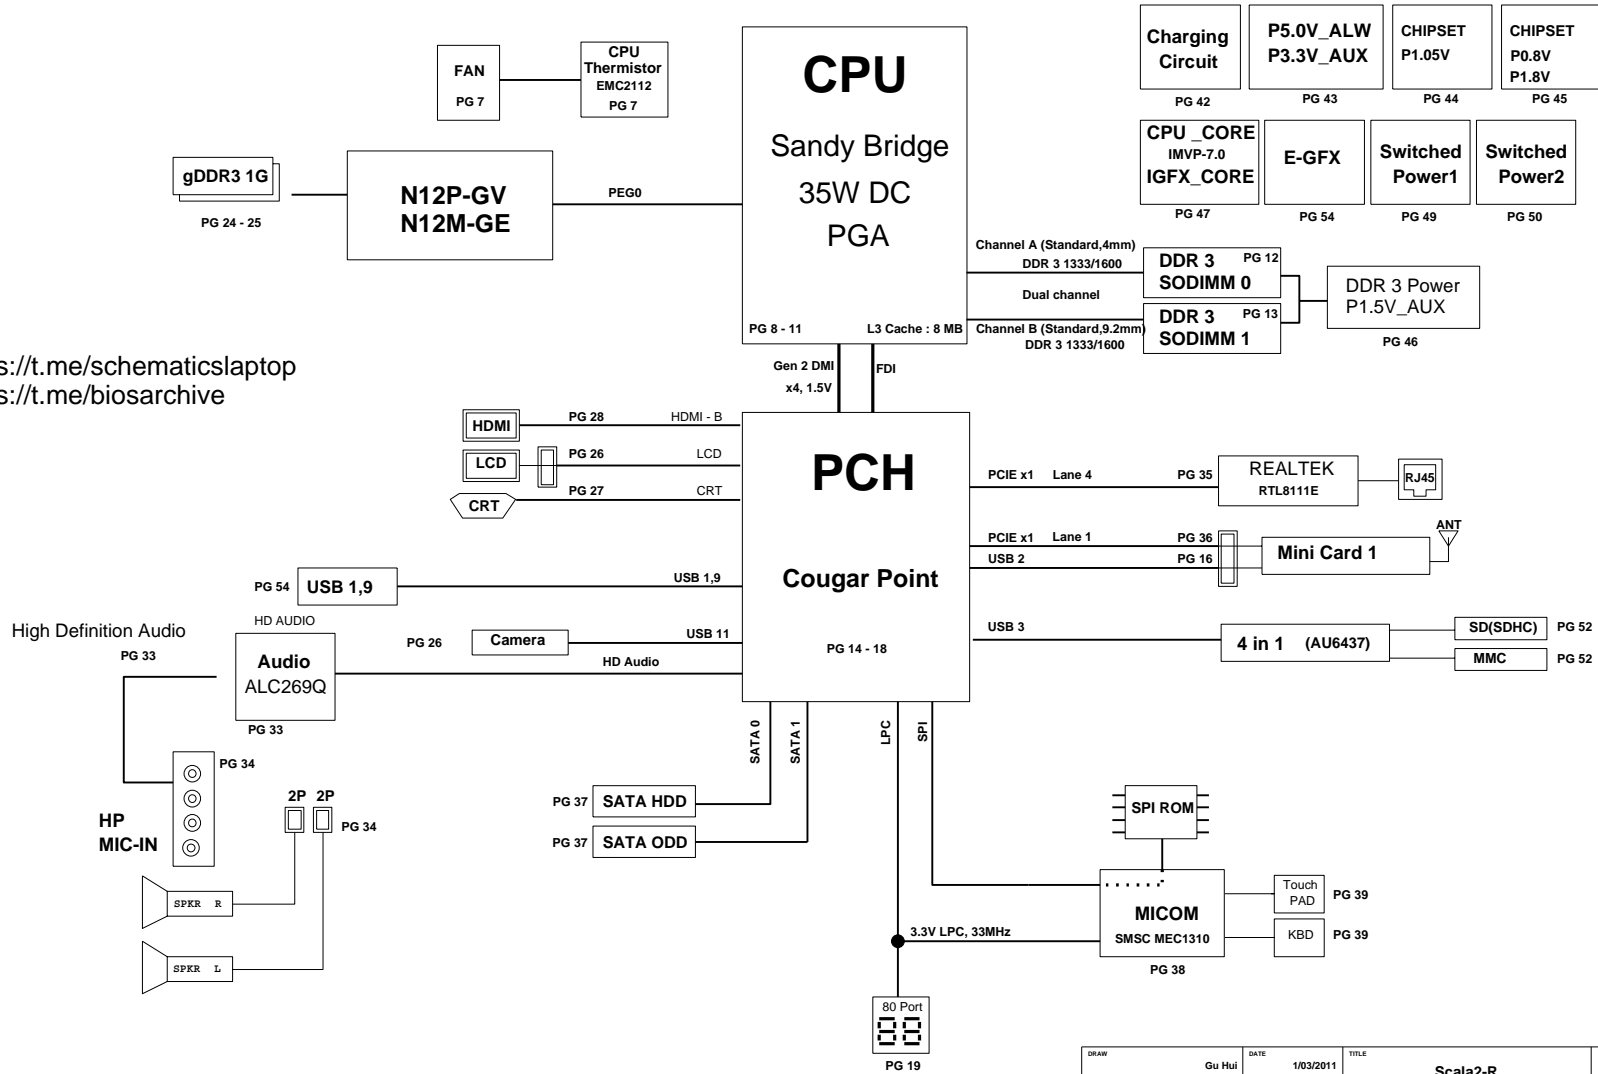 CPU
Sandy Bridge
35W DC
PGA
PG 8 - 11
L3 Cache : 8 MB
FAN
PG 7
CPU
Thermistor
EMC2112
PG 7
gDDR3 1G
PG 24 - 25
N12P-GV
N12M-GE
PEG0
Charging
Circuit
PG 42
P5.0V_ALW
P3.3V_AUX
PG 43
CHIPSET
P1.05V
PG 44
CHIPSET
P0.8V
P1.8V
PG 45
CPU _CORE
IMVP-7.0
IGFX_CORE
PG 47
E-GFX
PG 54
Switched
Power1
PG 49
Switched
Power2
PG 50
Channel A (Standard,4mm)
DDR 3 1333/1600
Dual channel
Channel B (Standard,9.2mm)
DDR 3 1333/1600
DDR 3
PG 12
SODIMM 0
DDR 3
PG 13
SODIMM 1
DDR 3 Power
P1.5V_AUX
PG 46
s://t.me/schematicslaptop
s://t.me/biosarchive
Gen 2 DMI
x4, 1.5V
FDI
HDMI
PG 28
HDMI - B
LCD
PG 26
LCD
CRT
PG 27
CRT
PCH
Cougar Point
PG 14 - 18
PCIE x1 Lane 4
PG 35
REALTEK
RTL8111E
RJ45
PCIE x1 Lane 1
PG 36
USB 2
PG 16
Mini Card 1
ANT
PG 54
USB 1,9
USB 1,9
USB 3
4 in 1 (AU6437)
SD(SDHC)
PG 52
MMC
PG 52
High Definition Audio
PG 33
HD AUDIO
Audio
ALC269Q
PG 33
PG 26
Camera
USB 11
HD Audio
PG 34
HP
MIC-IN
2P 2P
PG 34
SPKR R
SPKR L
SATA 0
SATA 1
LPC
SPI
PG 37
SATA HDD
PG 37
SATA ODD
SPI ROM
MICOM
SMSC MEC1310
PG 38
Touch
PAD
PG 39
KBD
PG 39
3.3V LPC, 33MHz
80 Port
88
PG 19
DRAW
Gu Hui
DATE
1/03/2011
TITLE
Scala2-R